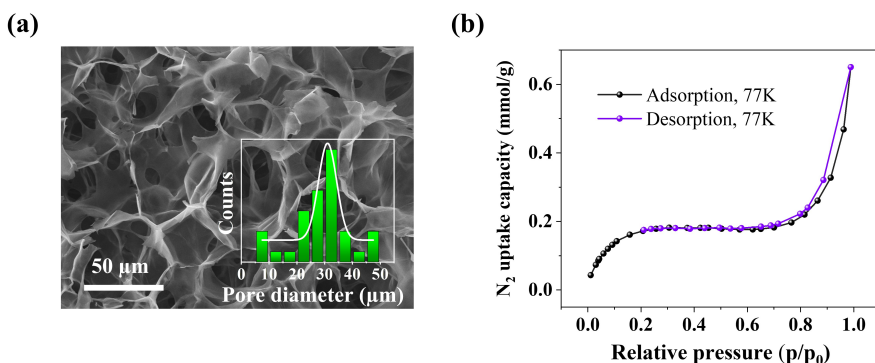 (a)
Counts
50 µm
0 10 20 30 40 50
Pore diameter (µm)
(b)
N2 uptake capacity (mmol/g)
0.6
0.4
0.2
0.0
Adsorption, 77K
Desorption, 77K
0.0 0.2 0.4 0.6 0.8 1.0
Relative pressure (p/p0)